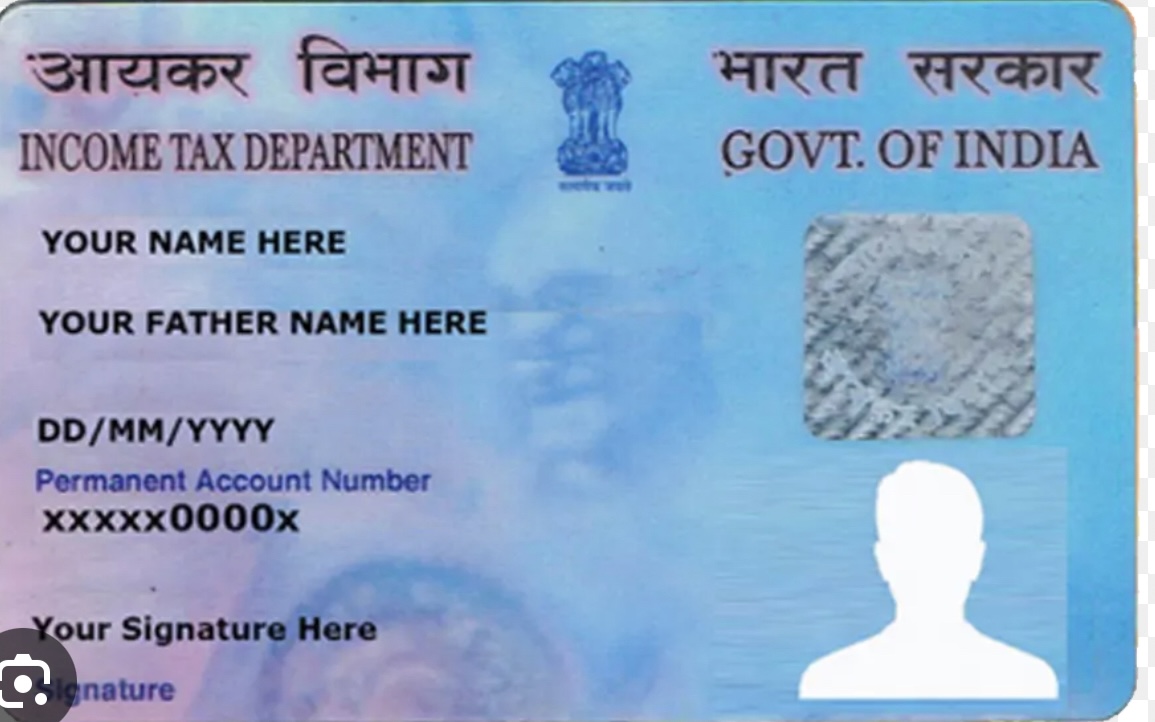 आयकर विभाग भारत सरकार
INCOME TAX DEPARTMENT GOVT. OF INDIA
सत्यमेव जयते
YOUR NAME HERE
YOUR FATHER NAME HERE
DD/MM/YYYY
Permanent Account Number
xxxxx0000x
Your Signature Here
Signature